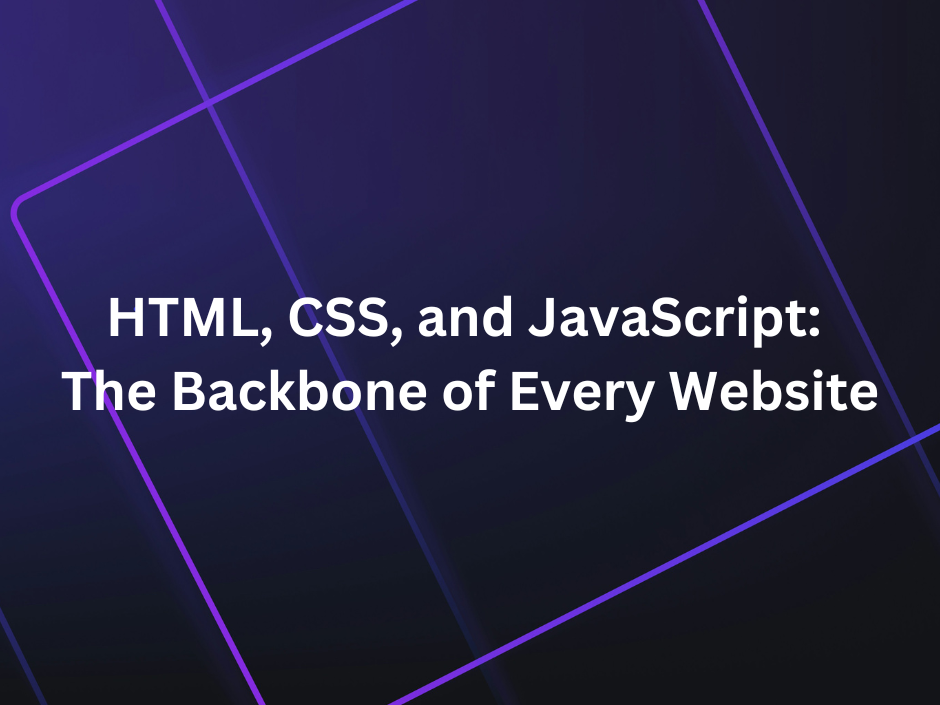 HTML, CSS, and JavaScript:
The Backbone of Every Website